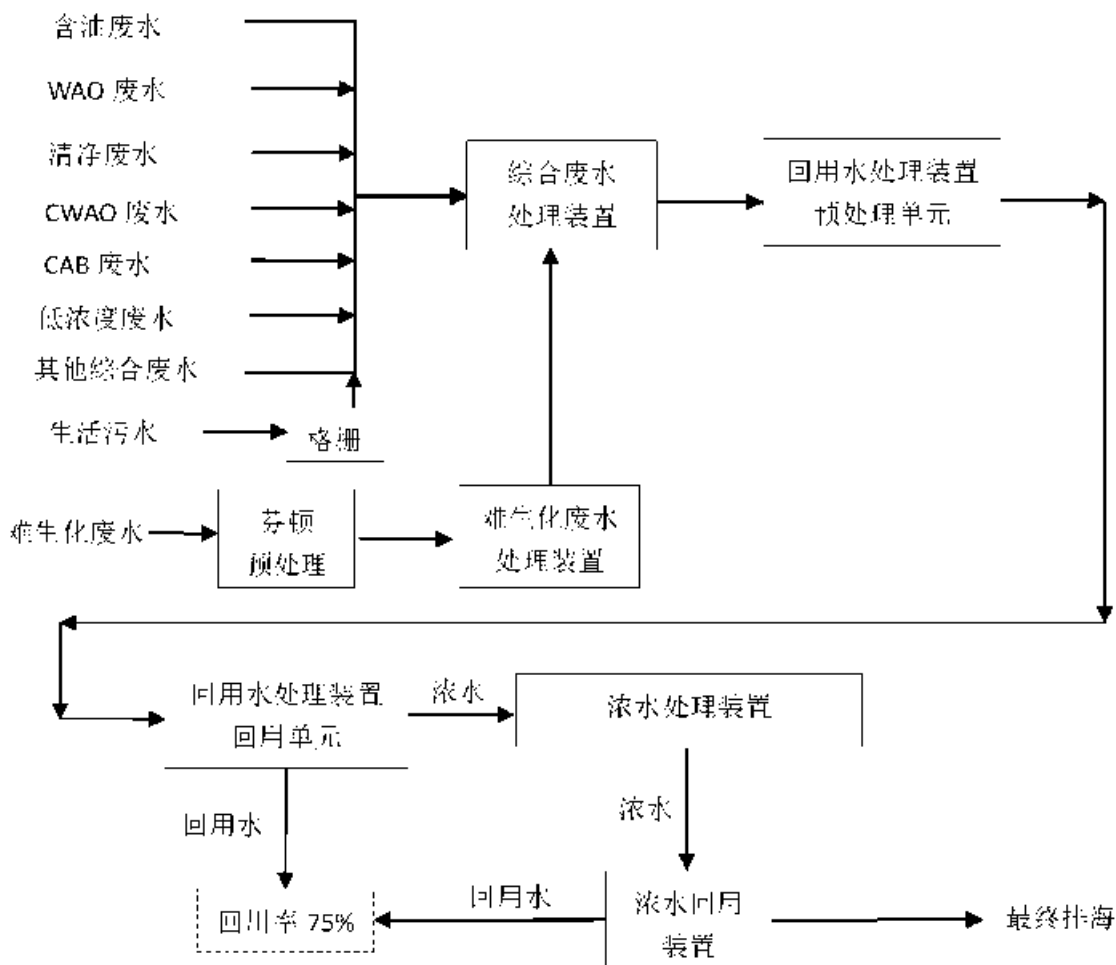 含油废水
WAO 废水
清净废水
CWAO 废水
CAB 废水
低浓度废水
其他综合废水
生活污水
格栅
综合废水
处理装置
回用水处理装置
预处理单元
难生化废水
芬顿
预处理
难生化废水
处理装置
回用水处理装置
回用单元
浓水
浓水处理装置
回用水
浓水
回用率 75%
回用水
浓水回用
装置
最终排海